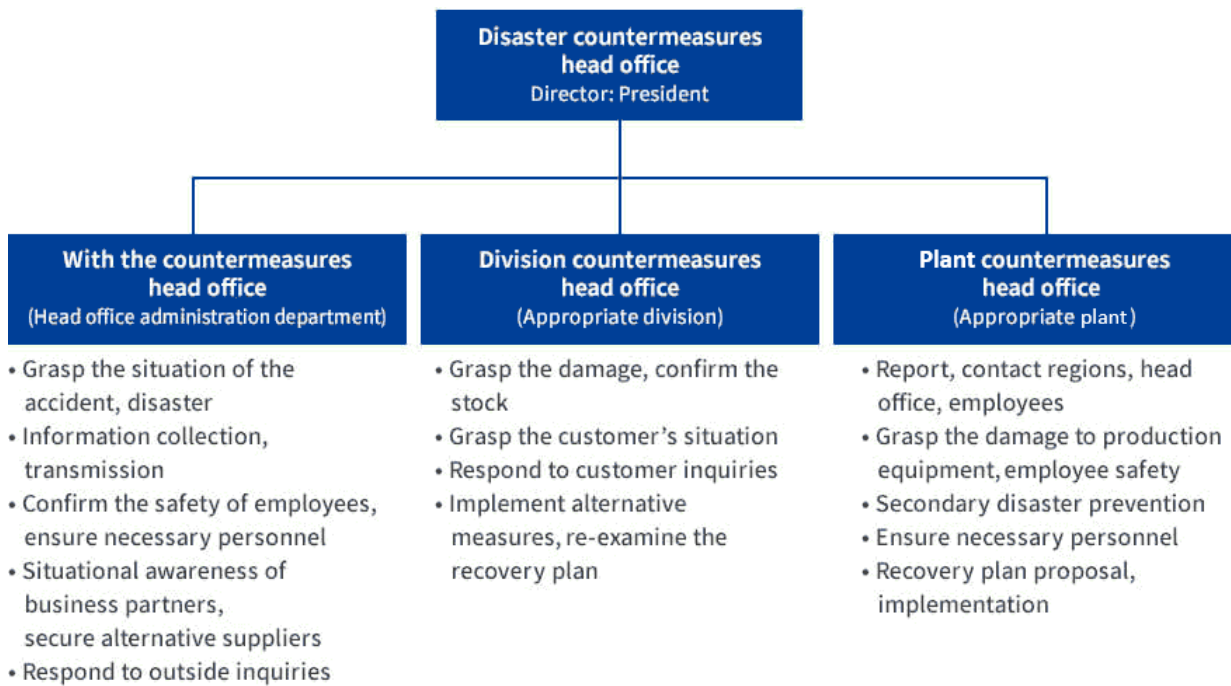 Disaster countermeasures
head office
Director: President
With the countermeasures
head office
(Head office administration department)
• Grasp the situation of the
accident, disaster
• Information collection,
transmission
• Confirm the safety of employees,
ensure necessary personnel
• Situational awareness of
business partners,
secure alternative suppliers
• Respond to outside inquiries
Division countermeasures
head office
(Appropriate division)
• Grasp the damage, confirm the
stock
• Grasp the customer’s situation
• Respond to customer inquiries
• Implement alternative
measures, re-examine the
recovery plan
Plant countermeasures
head office
(Appropriate plant)
• Report, contact regions, head
office, employees
• Grasp the damage to production
equipment, employee safety
• Secondary disaster prevention
• Ensure necessary personnel
• Recovery plan proposal,
implementation